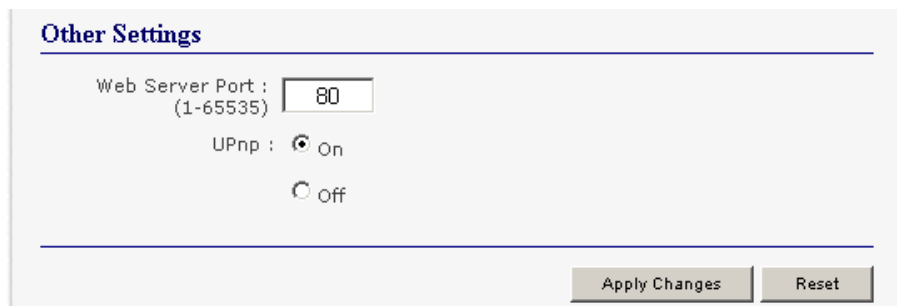 Other Settings
Web Server Port :
(1-65535)
80
UPnp :
On
Off
Apply Changes
Reset